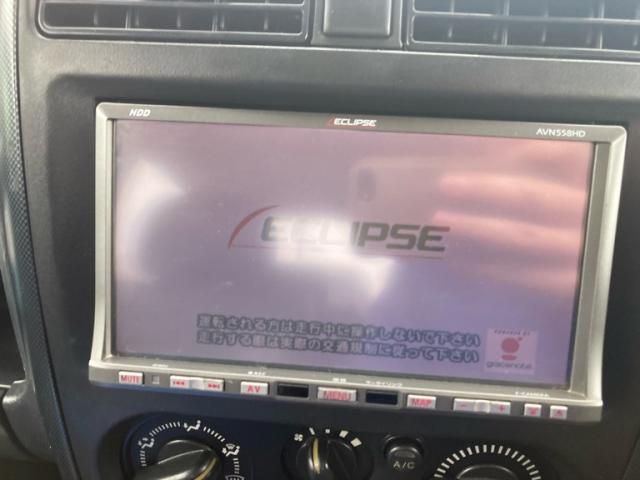 HDD
ECLIPSE
AVN558HD
ECLIPSE
運転される方は走行中に操作しないで下さい
走行する際は実際の交通規制に従って下さい
POWERED BY
gracenote
MUTE
AV
MENU
MAP
A/C